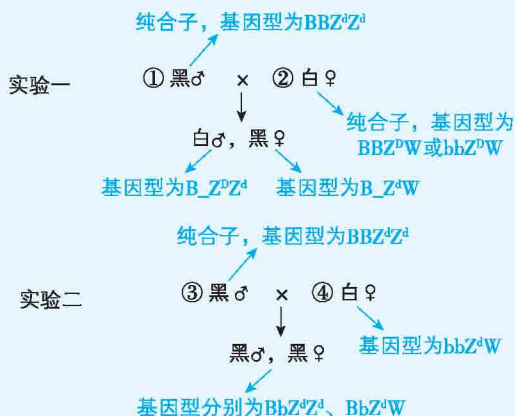 纯合子，基因型为BBZᵈZᵈ
实验一
①黑♂ × ②白♀
纯合子，基因型为
BBZᴰW或bbZᴰW
白♂，黑♀
基因型为B_ZᴰZᵈ 基因型为B_ZᵈW
纯合子，基因型为BBZᵈZᵈ
实验二
③黑♂ × ④白♀
基因型为bbZᵈW
黑♂，黑♀
基因型分别为BbZᵈZᵈ、BbZᵈW